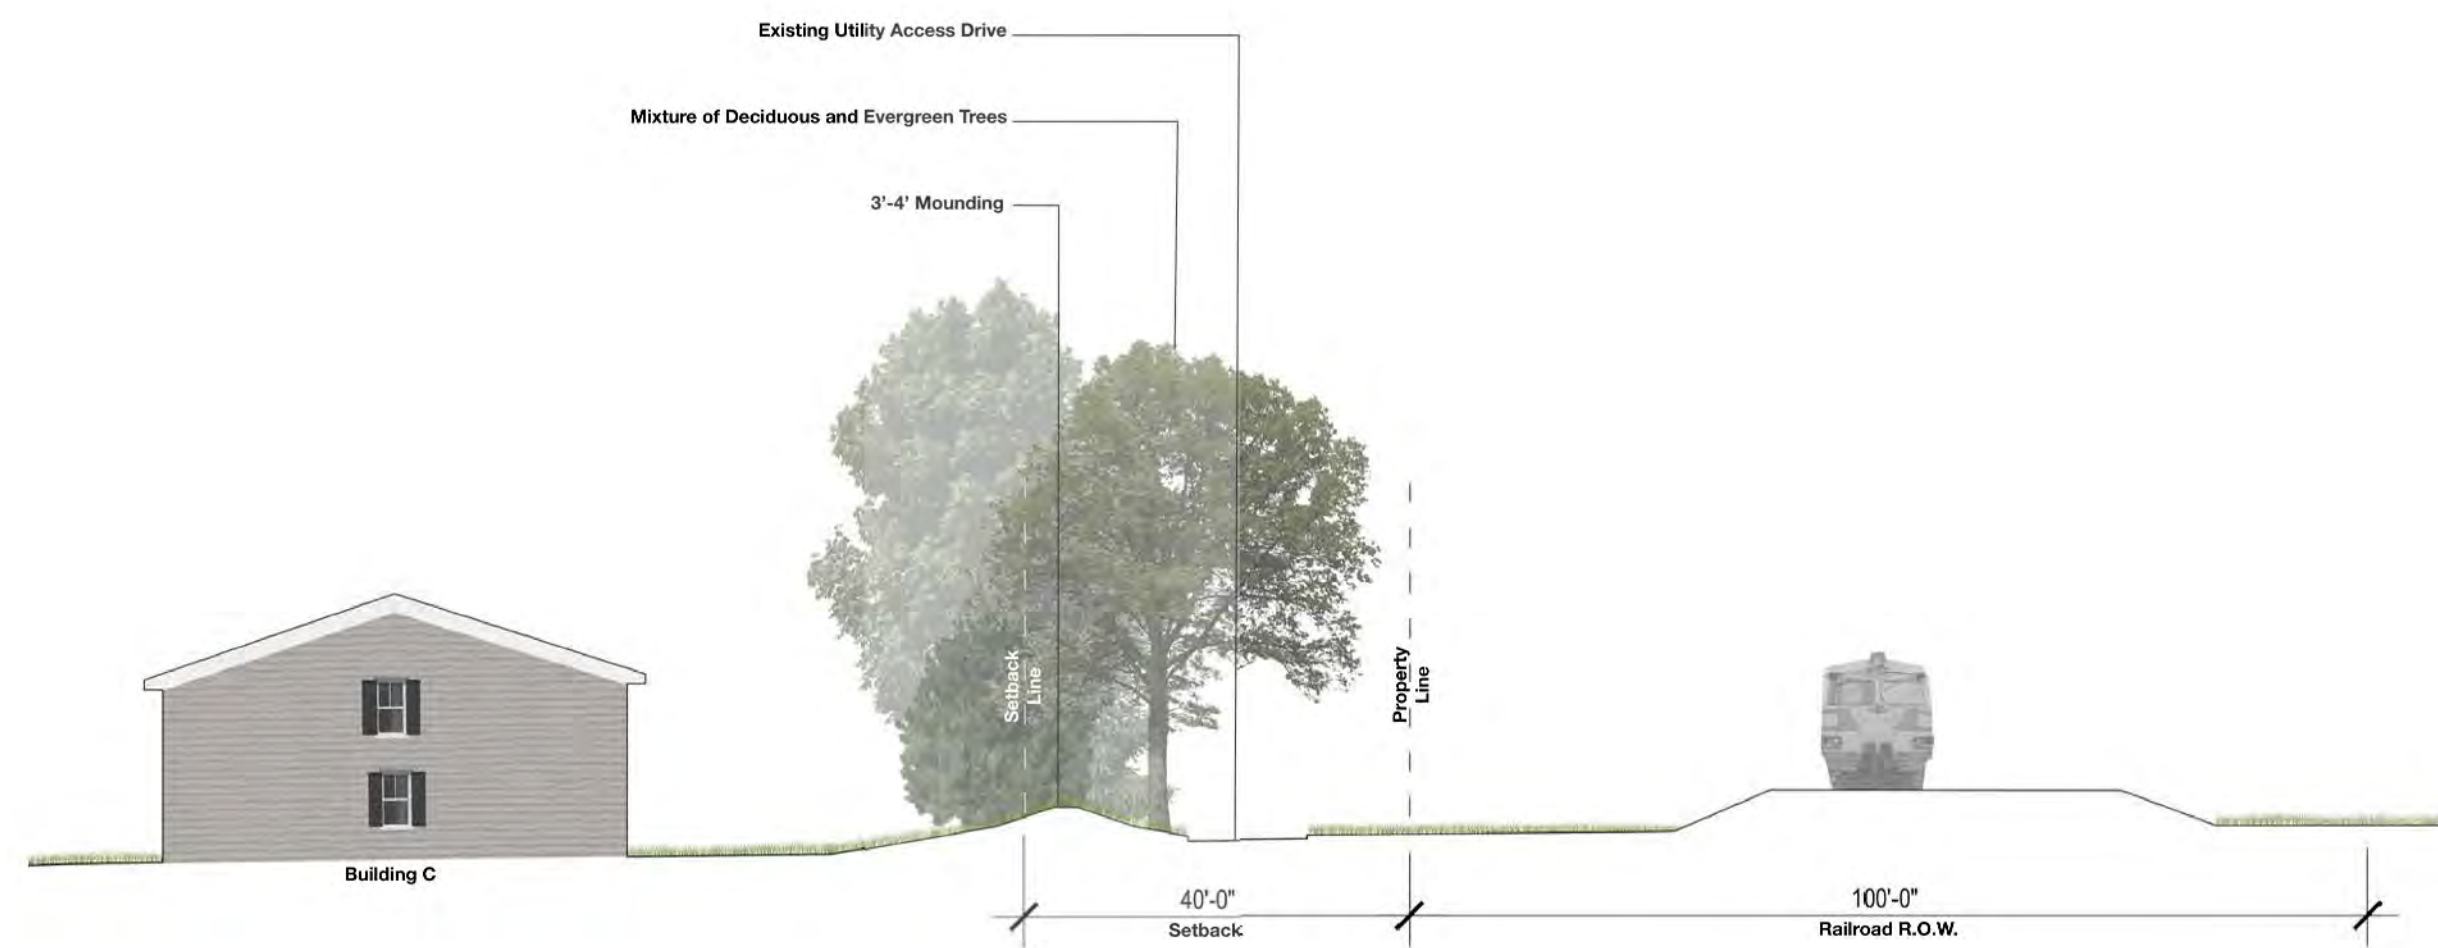 Existing Utility Access Drive
Mixture of Deciduous and Evergreen Trees
3'-4' Mounding
Setback
Line
Property
Line
Building C
40'-0"
Setback
100'-0"
Railroad R.O.W.